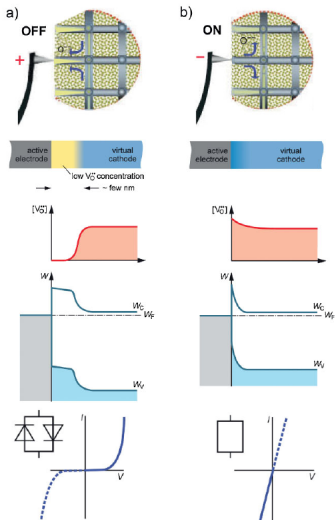 a)
OFF
+
O⁻
active
electrode
virtual
cathode
low V_O^•• concentration
~ few nm
[V_O^••]
W
W_C
W_F
W_V
I
V
b)
ON
−
O⁻
active
electrode
virtual
cathode
[V_O^••]
W
W_C
W_F
W_V
I
V